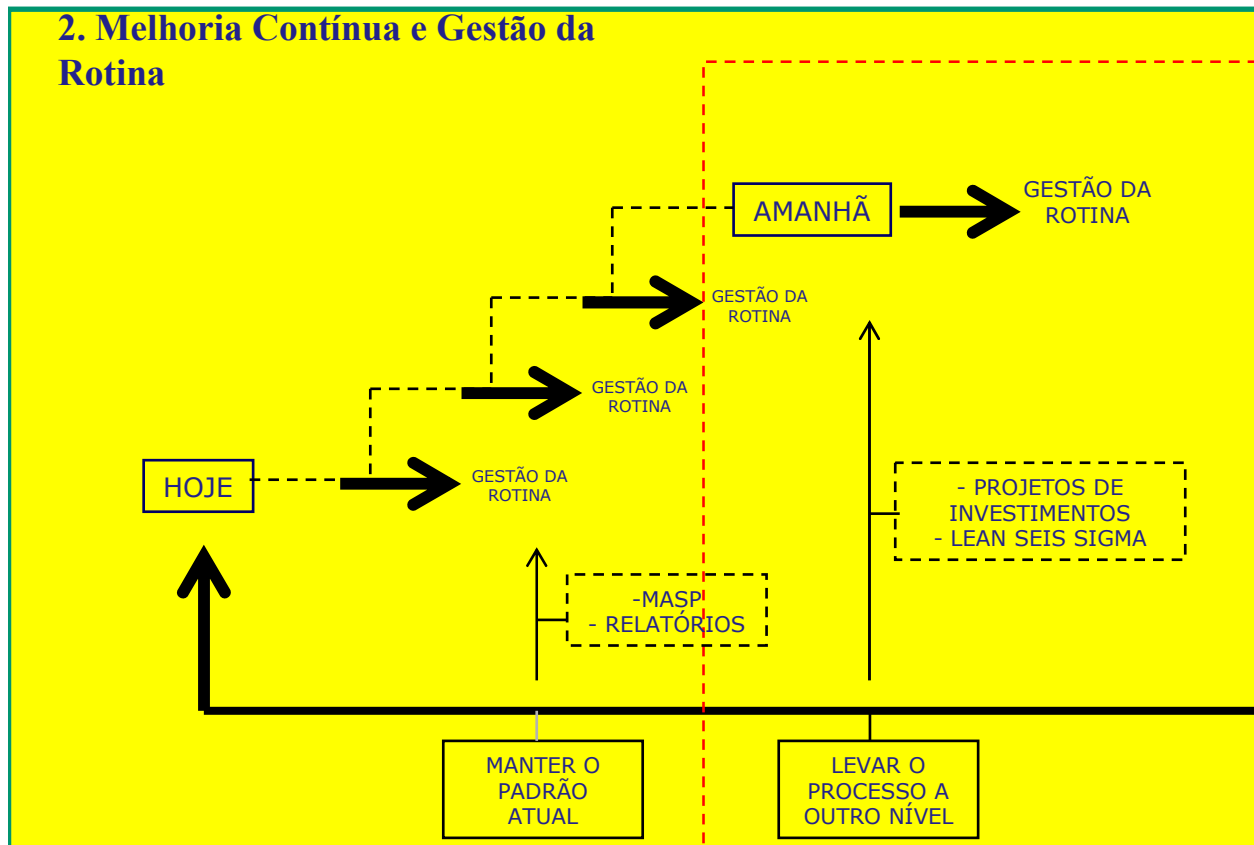 2. Melhoria Contínua e Gestão da
Rotina
AMANHÃ
GESTÃO DA
ROTINA
GESTÃO DA
ROTINA
GESTÃO DA
ROTINA
HOJE
GESTÃO DA
ROTINA
- PROJETOS DE
INVESTIMENTOS
- LEAN SEIS SIGMA
-MASP
- RELATÓRIOS
MANTER O
PADRÃO
ATUAL
LEVAR O
PROCESSO A
OUTRO NÍVEL